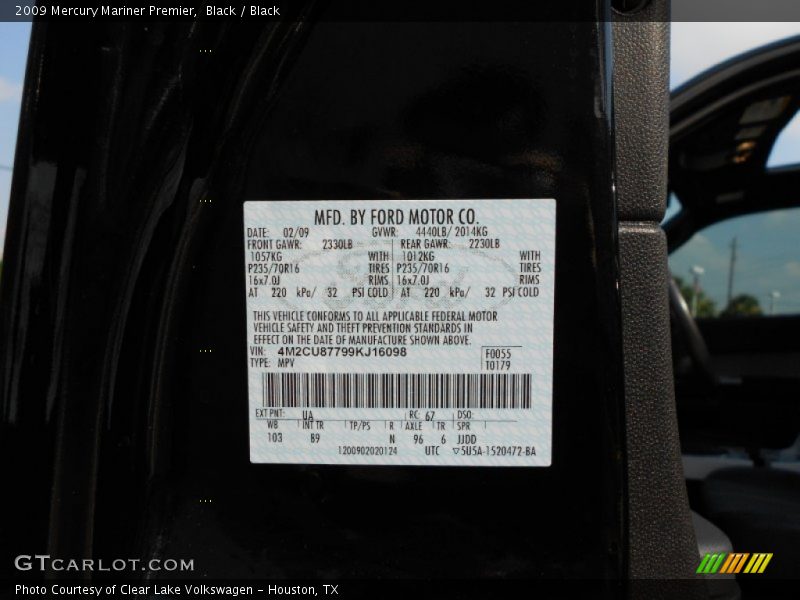 2009 Mercury Mariner Premier, Black / Black
MFD. BY FORD MOTOR CO.
DATE: 02/09 GVWR: 4440LB/ 2014KG
FRONT GAWR: 2330LB REAR GAWR: 2230LB
1057KG WITH 1012KG WITH
P235/70R16 TIRES P235/70R16 TIRES
16x7.0J RIMS 16x7.0J RIMS
AT 220 kPa/ 32 PSI COLD AT 220 kPa/ 32 PSI COLD
THIS VEHICLE CONFORMS TO ALL APPLICABLE FEDERAL MOTOR
VEHICLE SAFETY AND THEFT PREVENTION STANDARDS IN
EFFECT ON THE DATE OF MANUFACTURE SHOWN ABOVE.
VIN: 4M2CU87799KJ16098 F0055
TYPE: MPV T0179
EXT PNT: UA RC: 67 DSO:
WB INT TR TP/PS R AXLE TR SPR
103 B9 N 96 6 JJDD
1200902020124 UTC ▽5U5A-1520472-BA
GTCARLOT.COM
Photo Courtesy of Clear Lake Volkswagen - Houston, TX